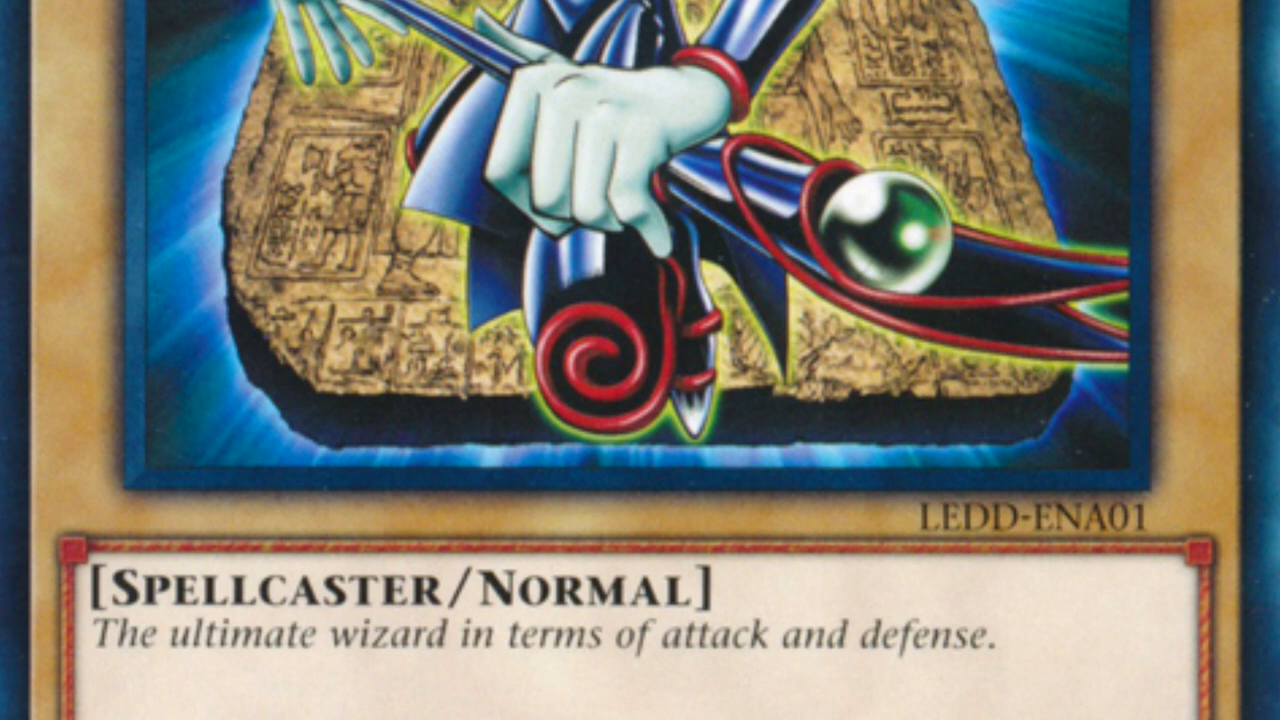 LEDD-ENA01
[SPELLCASTER/NORMAL]
The ultimate wizard in terms of attack and defense.